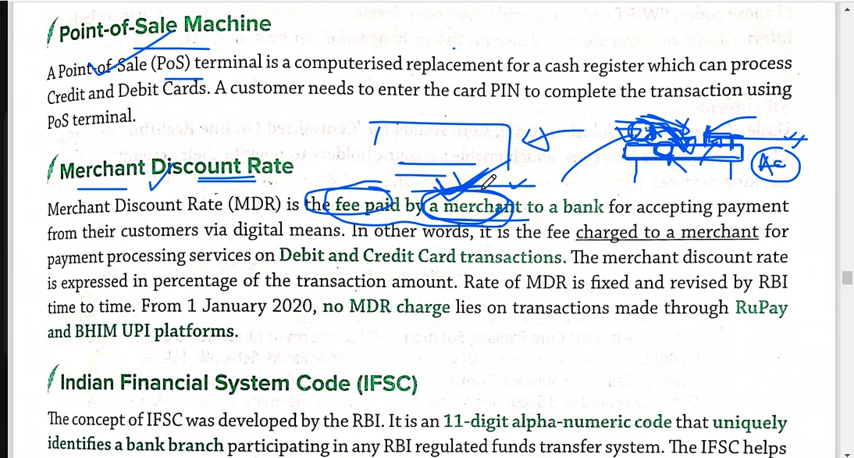 Point-of-Sale Machine
A Point-of-Sale (PoS) terminal is a computerised replacement for a cash register which can process
Credit and Debit Cards. A customer needs to enter the card PIN to complete the transaction using
PoS terminal.
Merchant Discount Rate
Merchant Discount Rate (MDR) is the fee paid by a merchant to a bank for accepting payment
from their customers via digital means. In other words, it is the fee charged to a merchant for
payment processing services on Debit and Credit Card transactions. The merchant discount rate
is expressed in percentage of the transaction amount. Rate of MDR is fixed and revised by RBI
time to time. From 1 January 2020, no MDR charge lies on transactions made through RuPay
and BHIM UPI platforms.
Indian Financial System Code (IFSC)
The concept of IFSC was developed by the RBI. It is an 11-digit alpha-numeric code that uniquely
identifies a bank branch participating in any RBI regulated funds transfer system. The IFSC helps